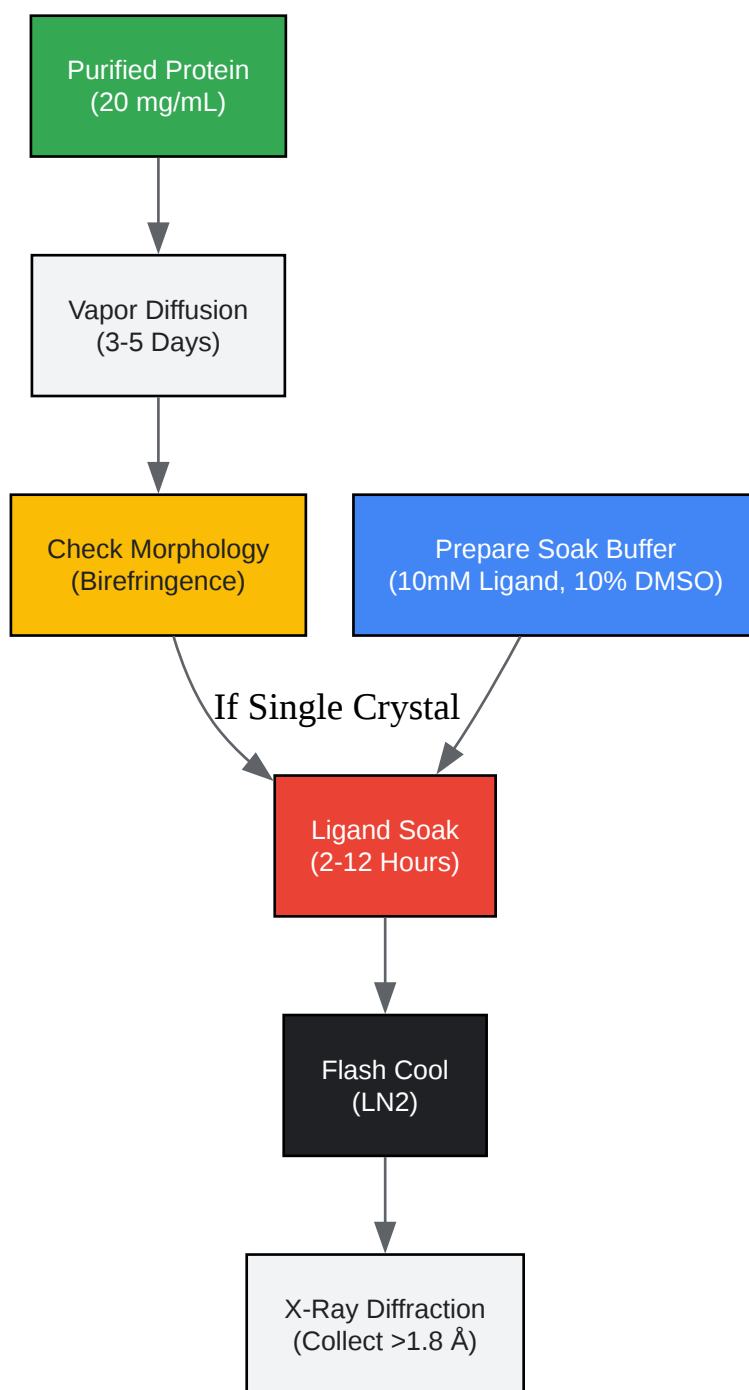 Purified Protein
(20 mg/mL)
Vapor Diffusion
(3-5 Days)
Check Morphology
(Birefringence)
Prepare Soak Buffer
(10mM Ligand, 10% DMSO)
If Single Crystal
Ligand Soak
(2-12 Hours)
Flash Cool
(LN2)
X-Ray Diffraction
(Collect >1.8 Å)